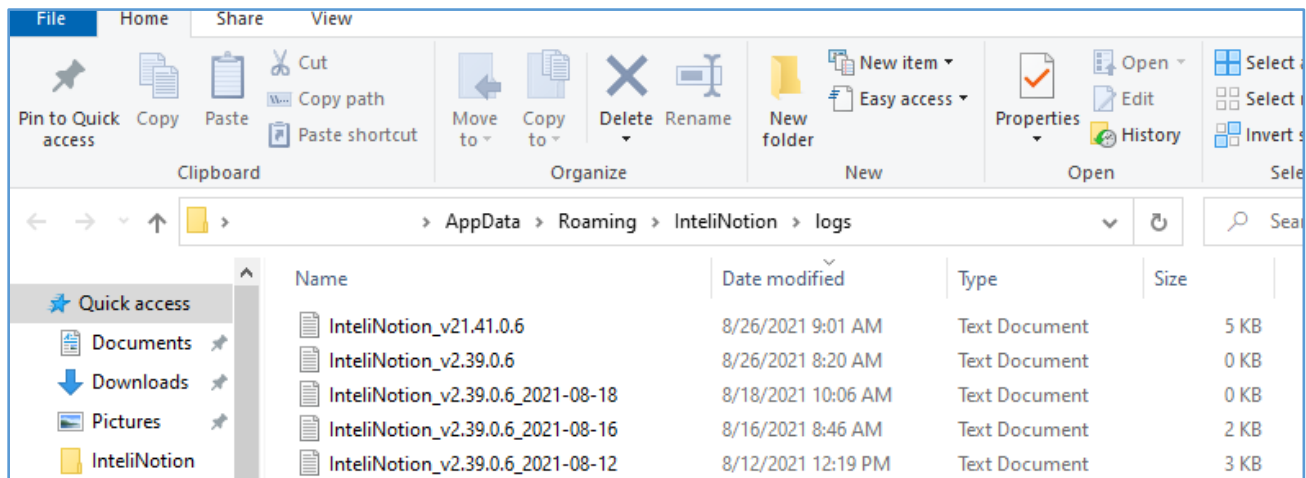 File Home Share View
Pin to Quick access
Copy
Paste
Cut
Copy path
Paste shortcut
Clipboard
Move to
Copy to
Delete
Rename
Organize
New folder
New item
Easy access
New
Properties
Open
Edit
History
Open
Select
Select
Invert s
Sele
AppData > Roaming > InteliNotion > logs
Sear
Name Date modified Type Size
Quick access
Documents
Downloads
Pictures
InteliNotion
InteliNotion_v21.41.0.6 8/26/2021 9:01 AM Text Document 5 KB
InteliNotion_v2.39.0.6 8/26/2021 8:20 AM Text Document 0 KB
InteliNotion_v2.39.0.6_2021-08-18 8/18/2021 10:06 AM Text Document 0 KB
InteliNotion_v2.39.0.6_2021-08-16 8/16/2021 8:46 AM Text Document 2 KB
InteliNotion_v2.39.0.6_2021-08-12 8/12/2021 12:19 PM Text Document 3 KB